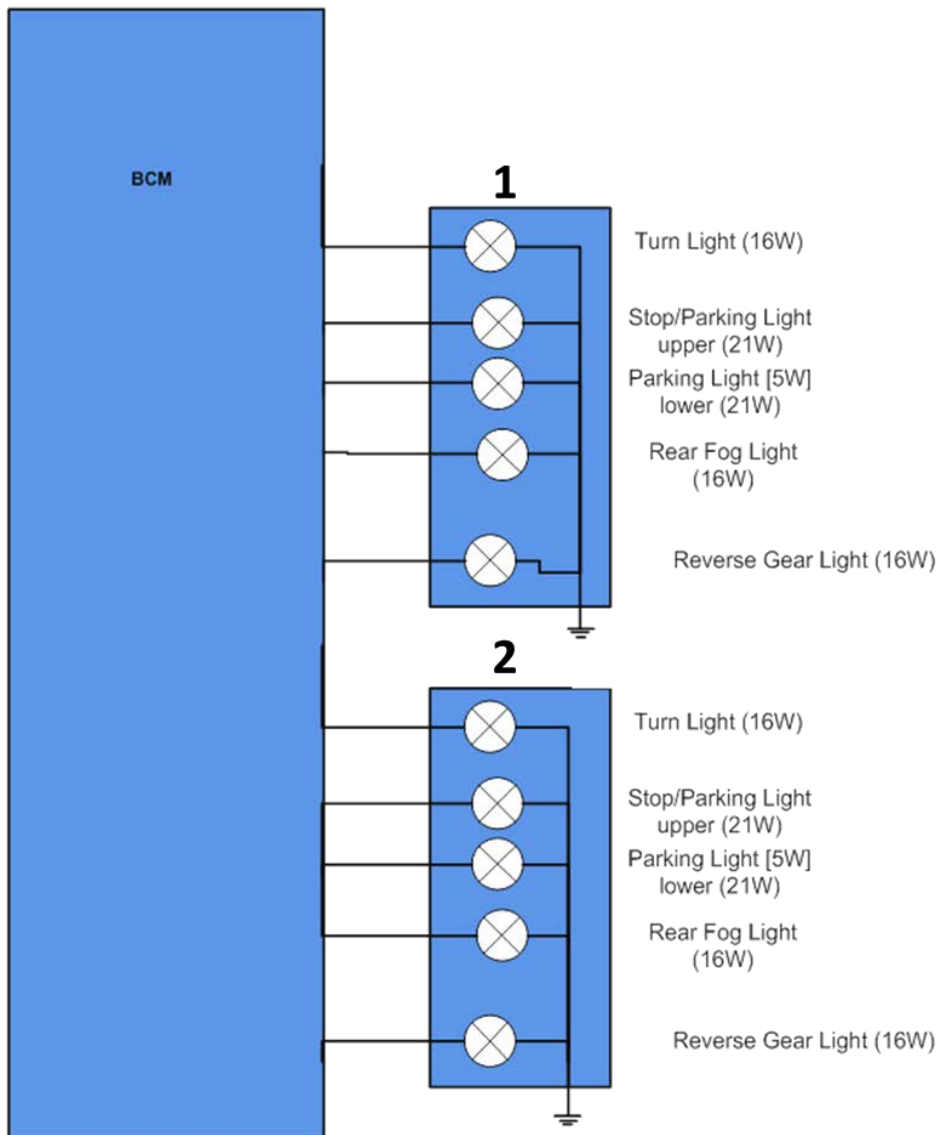 BCM
1
Turn Light (16W)
Stop/Parking Light
upper (21W)
Parking Light [5W]
lower (21W)
Rear Fog Light
(16W)
Reverse Gear Light (16W)
2
Turn Light (16W)
Stop/Parking Light
upper (21W)
Parking Light [5W]
lower (21W)
Rear Fog Light
(16W)
Reverse Gear Light (16W)